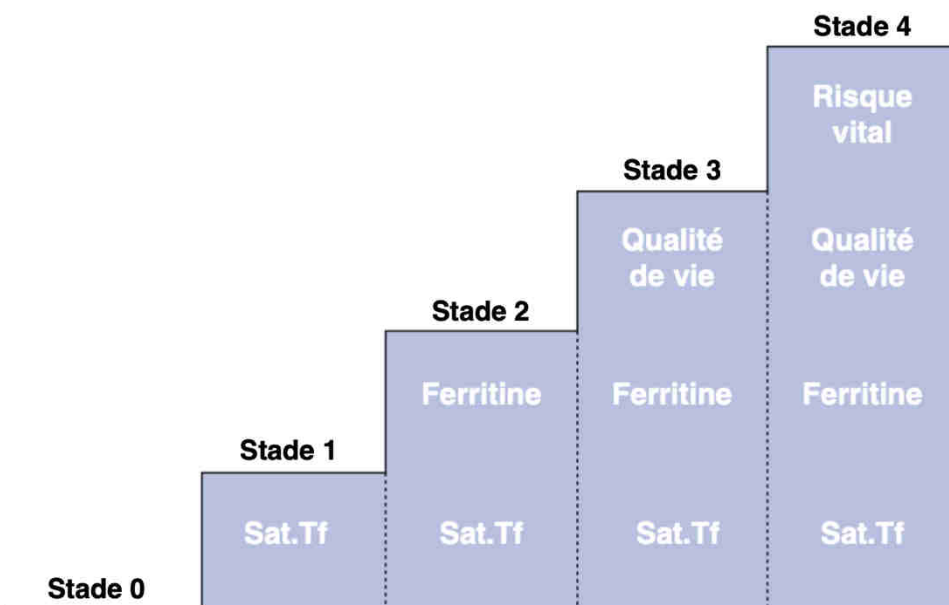 Stade 4
Risque
vital
Stade 3
Qualité
de vie
Qualité
de vie
Stade 2
Ferritine
Ferritine
Ferritine
Stade 1
Sat.Tf
Sat.Tf
Sat.Tf
Sat.Tf
Stade 0